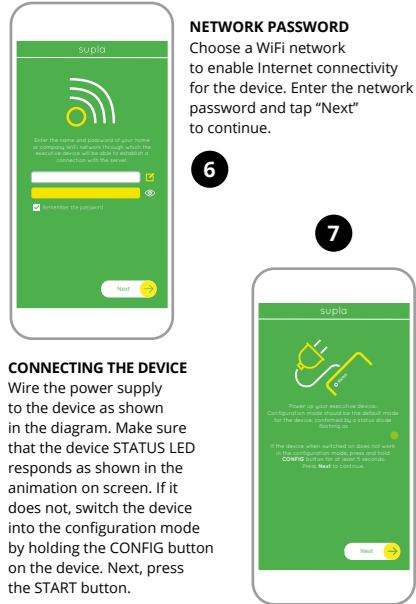 NETWORK PASSWORD
Choose a WiFi network
to enable Internet connectivity
for the device. Enter the network
password and tap “Next”
to continue.
6
supla
Enter the name and password of your home
or company WiFi network through which the
executive device will be able to establish a
connection with the server.
Remember the password
Next
CONNECTING THE DEVICE
Wire the power supply
to the device as shown
in the diagram. Make sure
that the device STATUS LED
responds as shown in the
animation on screen. If it
does not, switch the device
into the configuration mode
by holding the CONFIG button
on the device. Next, press
the START button.
7
supla
STATUS
Power up your executive device.
Configuration mode should be the default mode
for the device, confirmed by a status diode
flashing as
If the device when switched on does not work
in the configuration mode, press and hold
CONFIG button for at least 5 seconds.
Press Next to continue.
Next